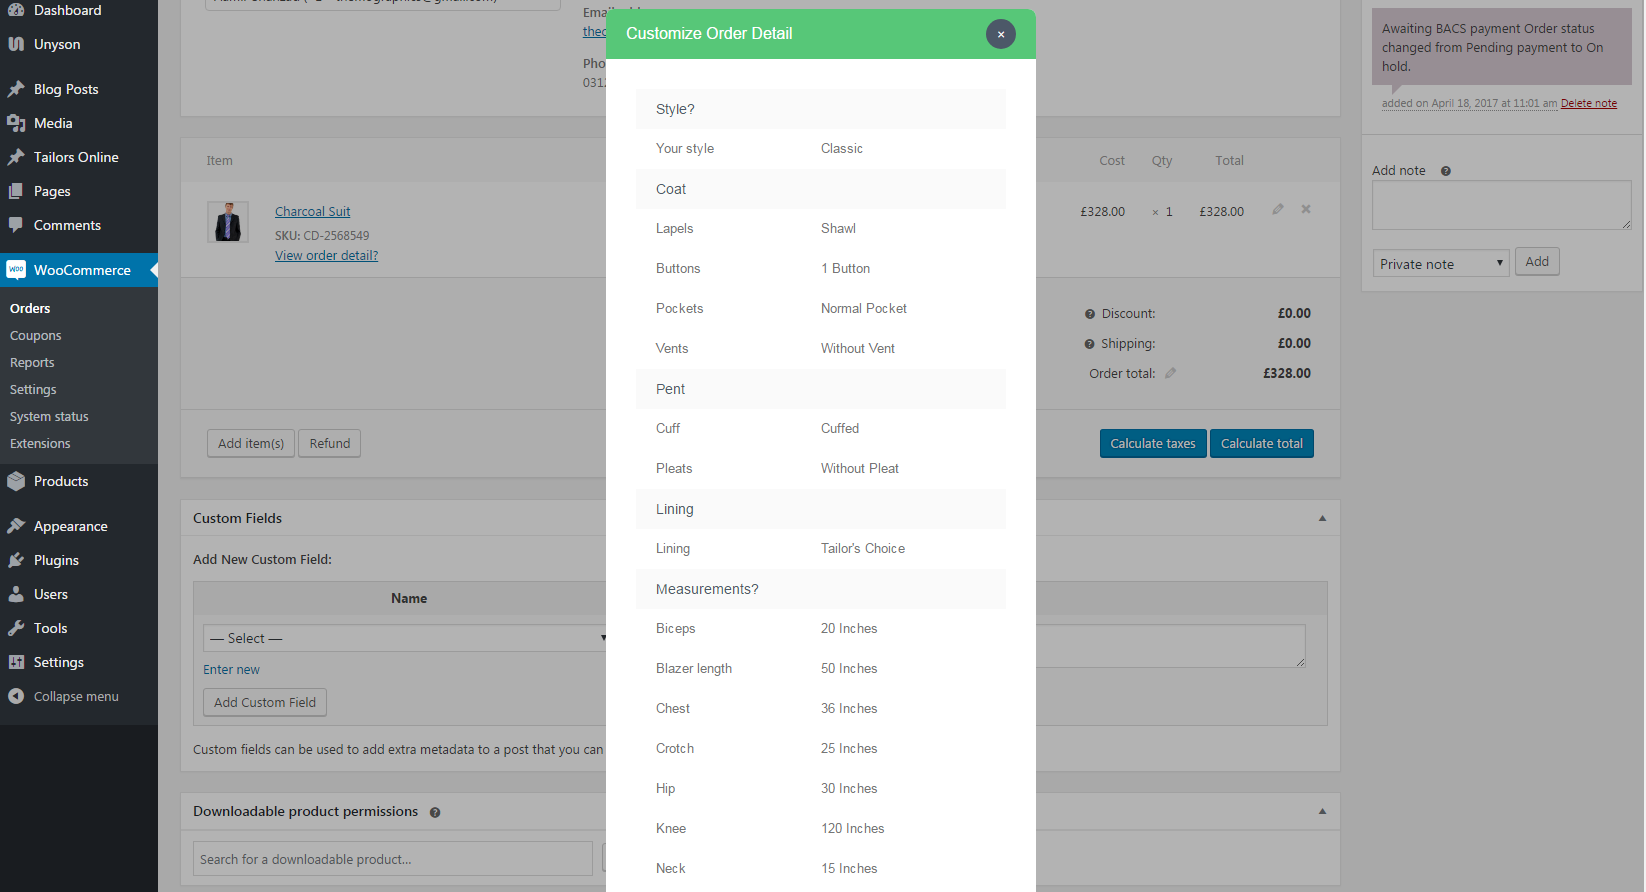 Dashboard
Unyson
Blog Posts
Media
Tailors Online
Pages
Comments
WooCommerce
Orders
Coupons
Reports
Settings
System status
Extensions
Products
Appearance
Plugins
Users
Tools
Settings
Collapse menu
Email
Pho
Item
Cost Qty Total
Charcoal Suit
SKU: CD-2568549
View order detail?
£328.00 × 1 £328.00
Discount: £0.00
Shipping: £0.00
Order total: £328.00
Add item(s) Refund
Calculate taxes Calculate total
Custom Fields
Add New Custom Field:
Name
— Select —
Enter new
Add Custom Field
Custom fields can be used to add extra metadata to a post that you can
Downloadable product permissions
Search for a downloadable product...
Customize Order Detail
×
Style?
Your style Classic
Coat
Lapels Shawl
Buttons 1 Button
Pockets Normal Pocket
Vents Without Vent
Pent
Cuff Cuffed
Pleats Without Pleat
Lining
Lining Tailor's Choice
Measurements?
Biceps 20 Inches
Blazer length 50 Inches
Chest 36 Inches
Crotch 25 Inches
Hip 30 Inches
Knee 120 Inches
Neck 15 Inches
Awaiting BACS payment Order status
changed from Pending payment to On
hold.
added on April 18, 2017 at 11:01 am Delete note
Add note
Private note Add